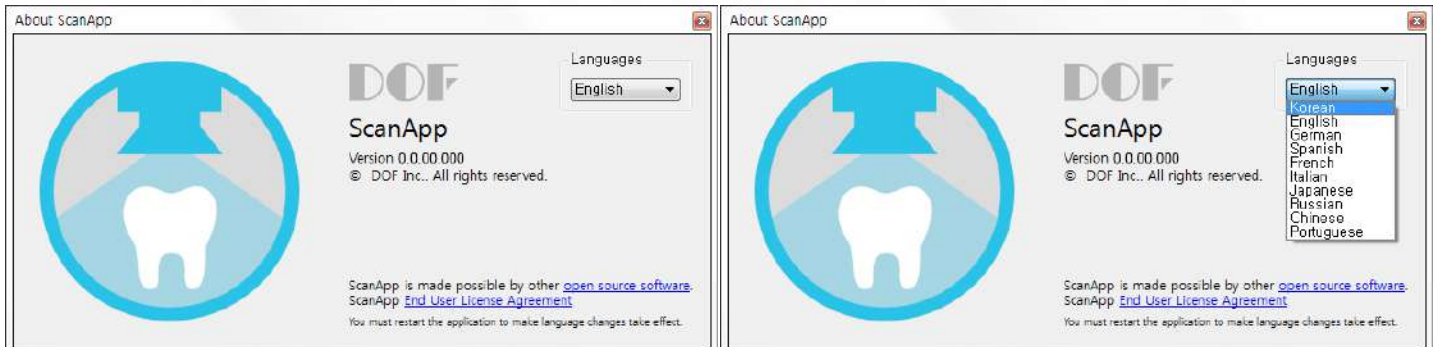 About ScanApp
DOF
Languages
English
ScanApp
Version 0.0.00.000
© DOF Inc.. All rights reserved.
ScanApp is made possible by other open source software.
ScanApp End User License Agreement
You must restart the application to make language changes take effect.
About ScanApp
DOF
Languages
English
Korean
English
German
Spanish
French
Italian
Japanese
Russian
Chinese
Portuguese
ScanApp
Version 0.0.00.000
© DOF Inc.. All rights reserved.
ScanApp is made possible by other open source software.
ScanApp End User License Agreement
You must restart the application to make language changes take effect.